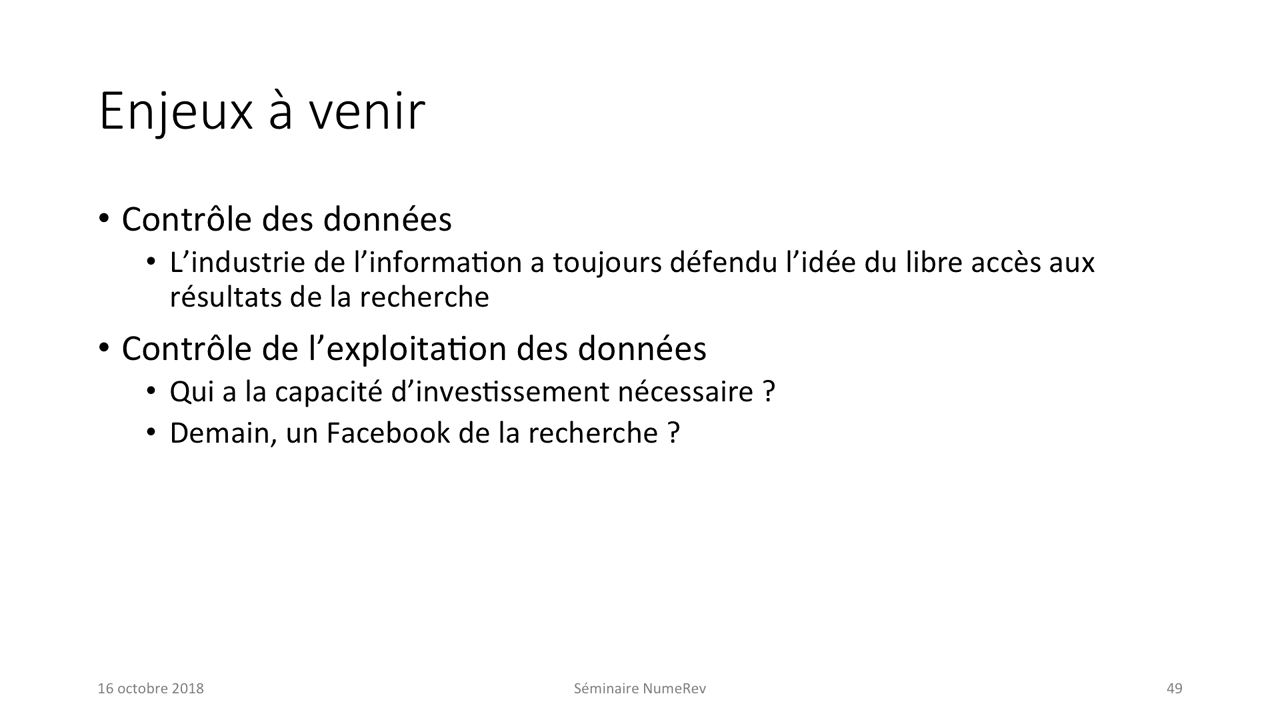 Enjeux à venir
• Contrôle des données
• L’industrie de l’information a toujours défendu l’idée du libre accès aux
résultats de la recherche
• Contrôle de l’exploitation des données
• Qui a la capacité d’investissement nécessaire ?
• Demain, un Facebook de la recherche ?
16 octobre 2018
Séminaire NumeRev
49